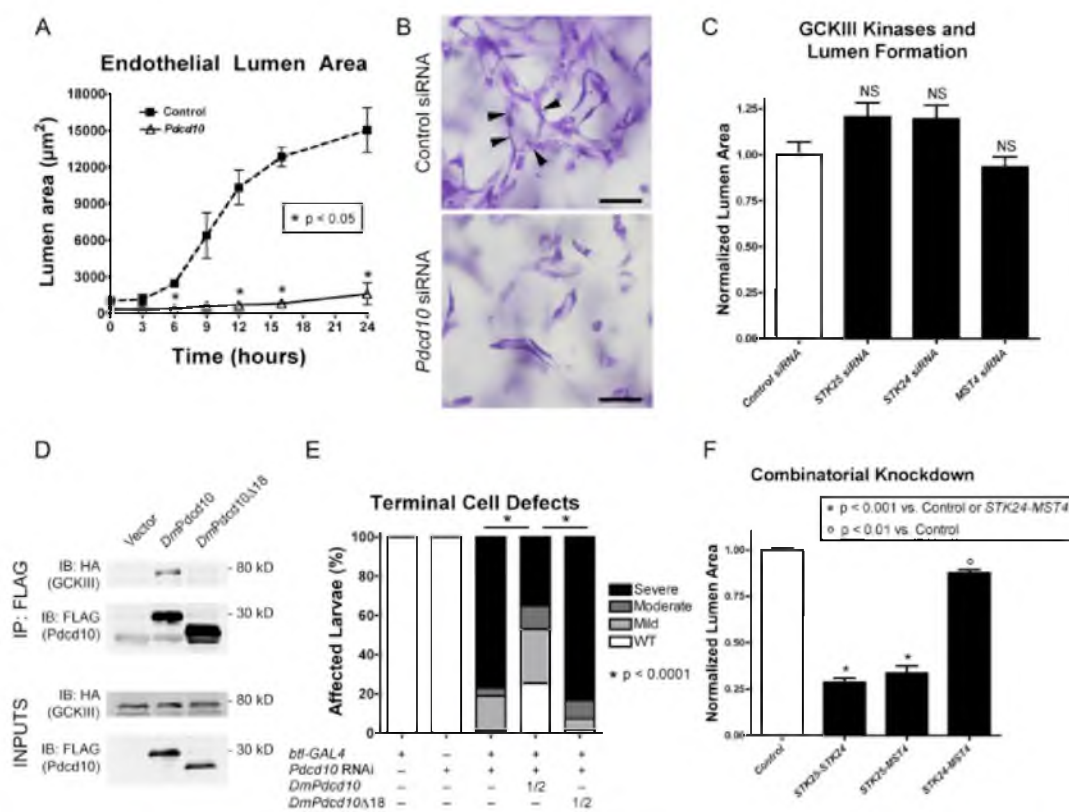 A
Endothelial Lumen Area
18000
15000
12000
9000
6000
3000
0
Lumen area (µm²)
Control
Pdcd10
* p < 0.05
*
*
*
*
0 3 6 9 12 15 18 21 24
Time (hours)
B
Control siRNA
Pdcd10 siRNA
C
GCKIII Kinases and
Lumen Formation
Normalized Lumen Area
1.25
1.00
0.75
0.50
0.25
0.00
NS
NS
NS
Control siRNA
STK25 siRNA
STK24 siRNA
MST4 siRNA
D
Vector
DmPdcd10
DmPdcd10Δ18
IP: FLAG
IB: HA
(GCKIII)
- 80 kD
IB: FLAG
(Pdcd10)
- 30 kD
INPUTS
IB: HA
(GCKIII)
- 80 kD
IB: FLAG
(Pdcd10)
- 30 kD
E
Terminal Cell Defects
Affected Larvae (%)
100
80
60
40
20
0
* *
Severe
Moderate
Mild
WT
* p < 0.0001
btl-GAL4 + – + + +
Pdcd10 RNAi – + + + +
DmPdcd10 – – – 1/2 –
DmPdcd10Δ18 – – – – 1/2
F
Combinatorial Knockdown
* p < 0.001 vs. Control or STK24-MST4
o p < 0.01 vs. Control
Normalized Lumen Area
1.00
0.75
0.50
0.25
0.00
*
*
o
Control
STK25-STK24
STK25-MST4
STK24-MST4